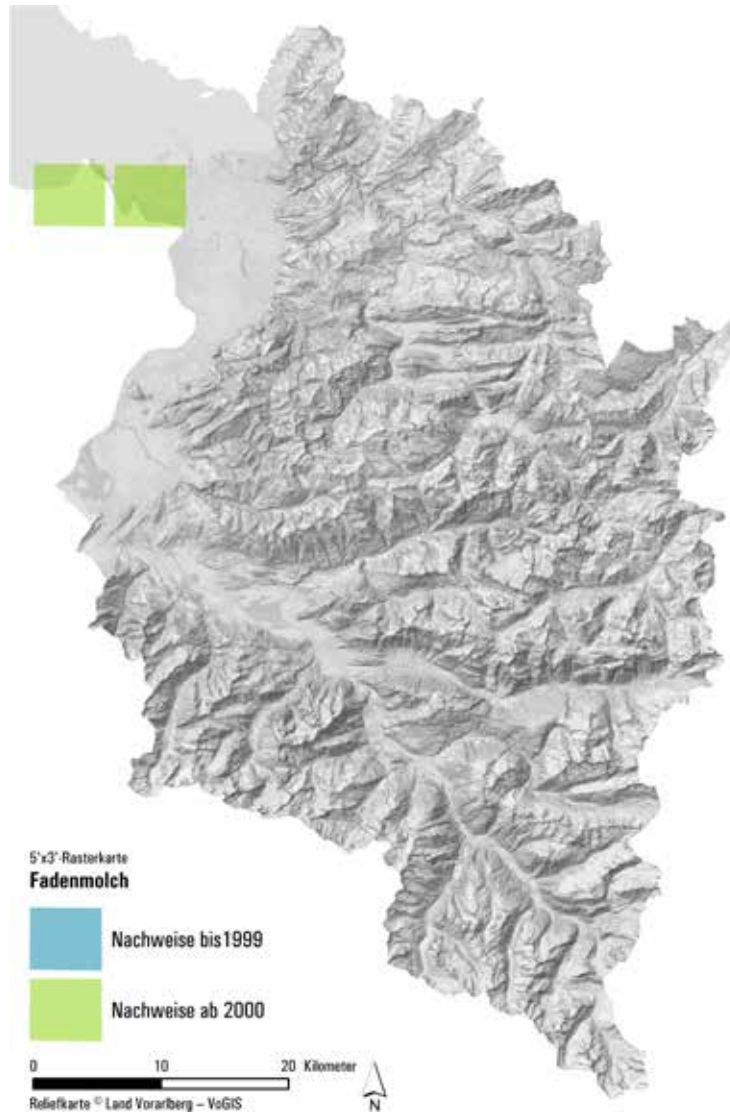 5'x3'-Rasterkarte
Fadenmolch
Nachweise bis1999
Nachweise ab 2000
0 10 20 Kilometer
Reliefkarte © Land Vorarlberg – VoGIS
N